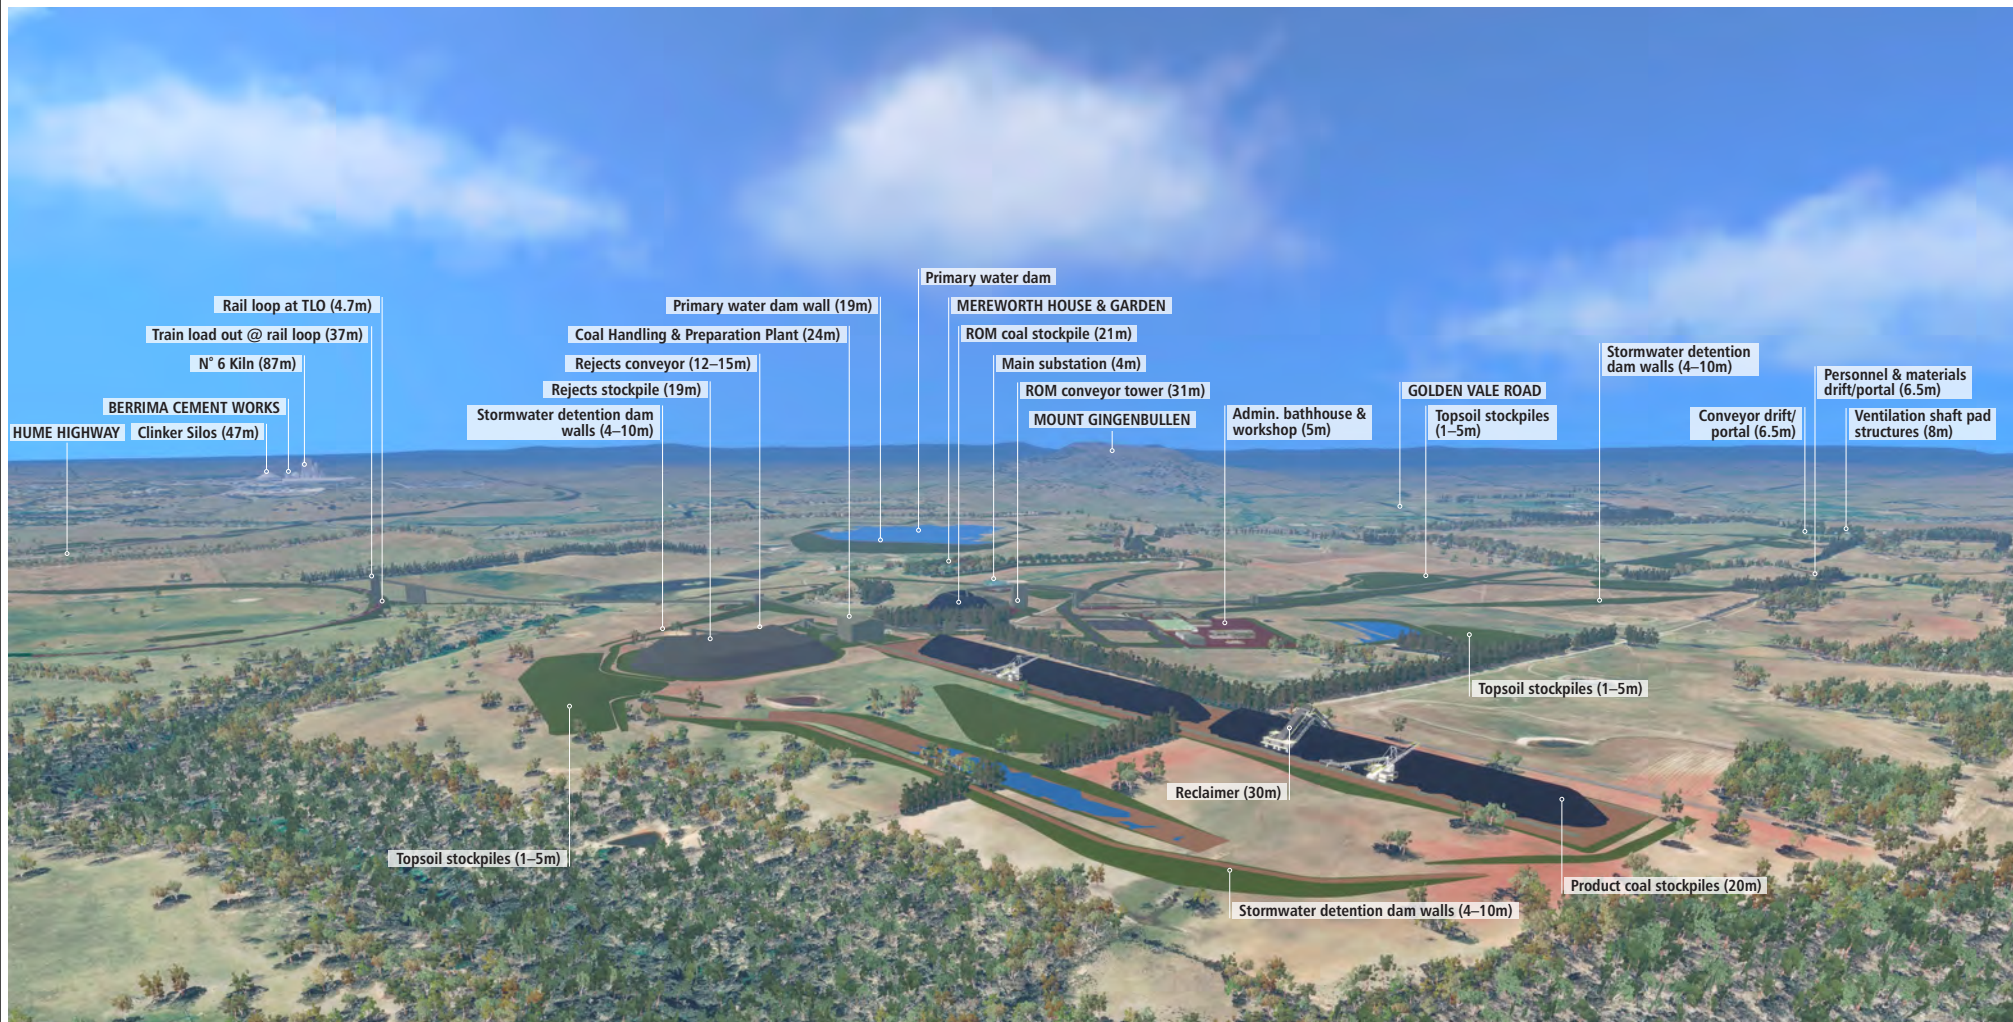 Primary water dam
Rail loop at TLO (4.7m)
Primary water dam wall (19m)
MEREWORTH HOUSE & GARDEN
Train load out @ rail loop (37m)
Coal Handling & Preparation Plant (24m)
ROM coal stockpile (21m)
N° 6 Kiln (87m)
Rejects conveyor (12–15m)
Main substation (4m)
Stormwater detention
dam walls (4–10m)
Personnel & materials
drift/portal (6.5m)
Rejects stockpile (19m)
ROM conveyor tower (31m)
GOLDEN VALE ROAD
BERRIMA CEMENT WORKS
Stormwater detention dam
walls (4–10m)
MOUNT GINGENBULLEN
Admin. bathhouse &
workshop (5m)
Topsoil stockpiles
(1–5m)
Conveyor drift/
portal (6.5m)
Ventilation shaft pad
structures (8m)
HUME HIGHWAY
Clinker Silos (47m)
Topsoil stockpiles (1–5m)
Reclaimer (30m)
Topsoil stockpiles (1–5m)
Product coal stockpiles (20m)
Stormwater detention dam walls (4–10m)